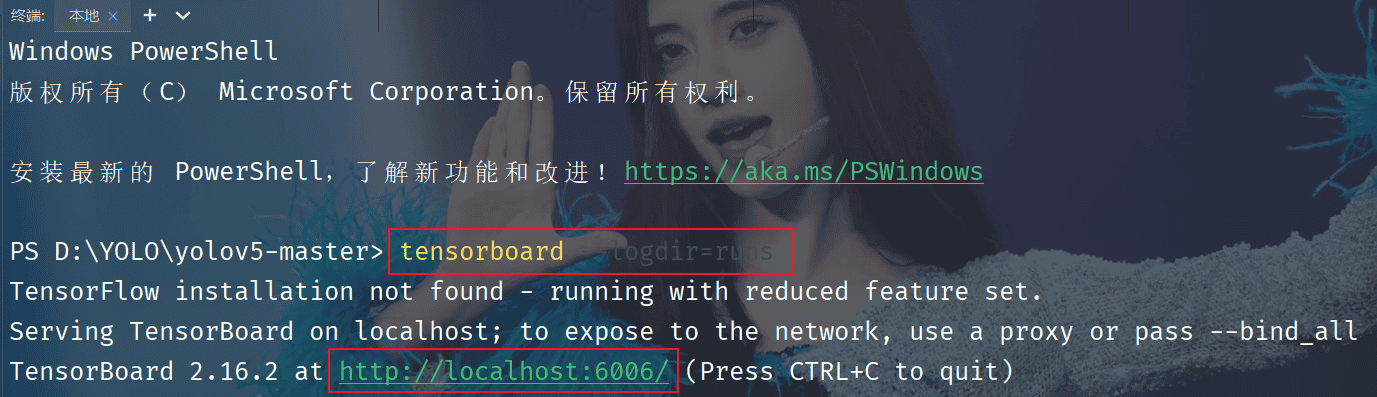 终端: 本地 × +
Windows PowerShell
版权所有（C） Microsoft Corporation。保留所有权利。
安装最新的 PowerShell，了解新功能和改进！https://aka.ms/PSWindows
PS D:\YOLO\yolov5-master> tensorboard --logdir=runs
TensorFlow installation not found - running with reduced feature set.
Serving TensorBoard on localhost; to expose to the network, use a proxy or pass --bind_all
TensorBoard 2.16.2 at http://localhost:6006/ (Press CTRL+C to quit)